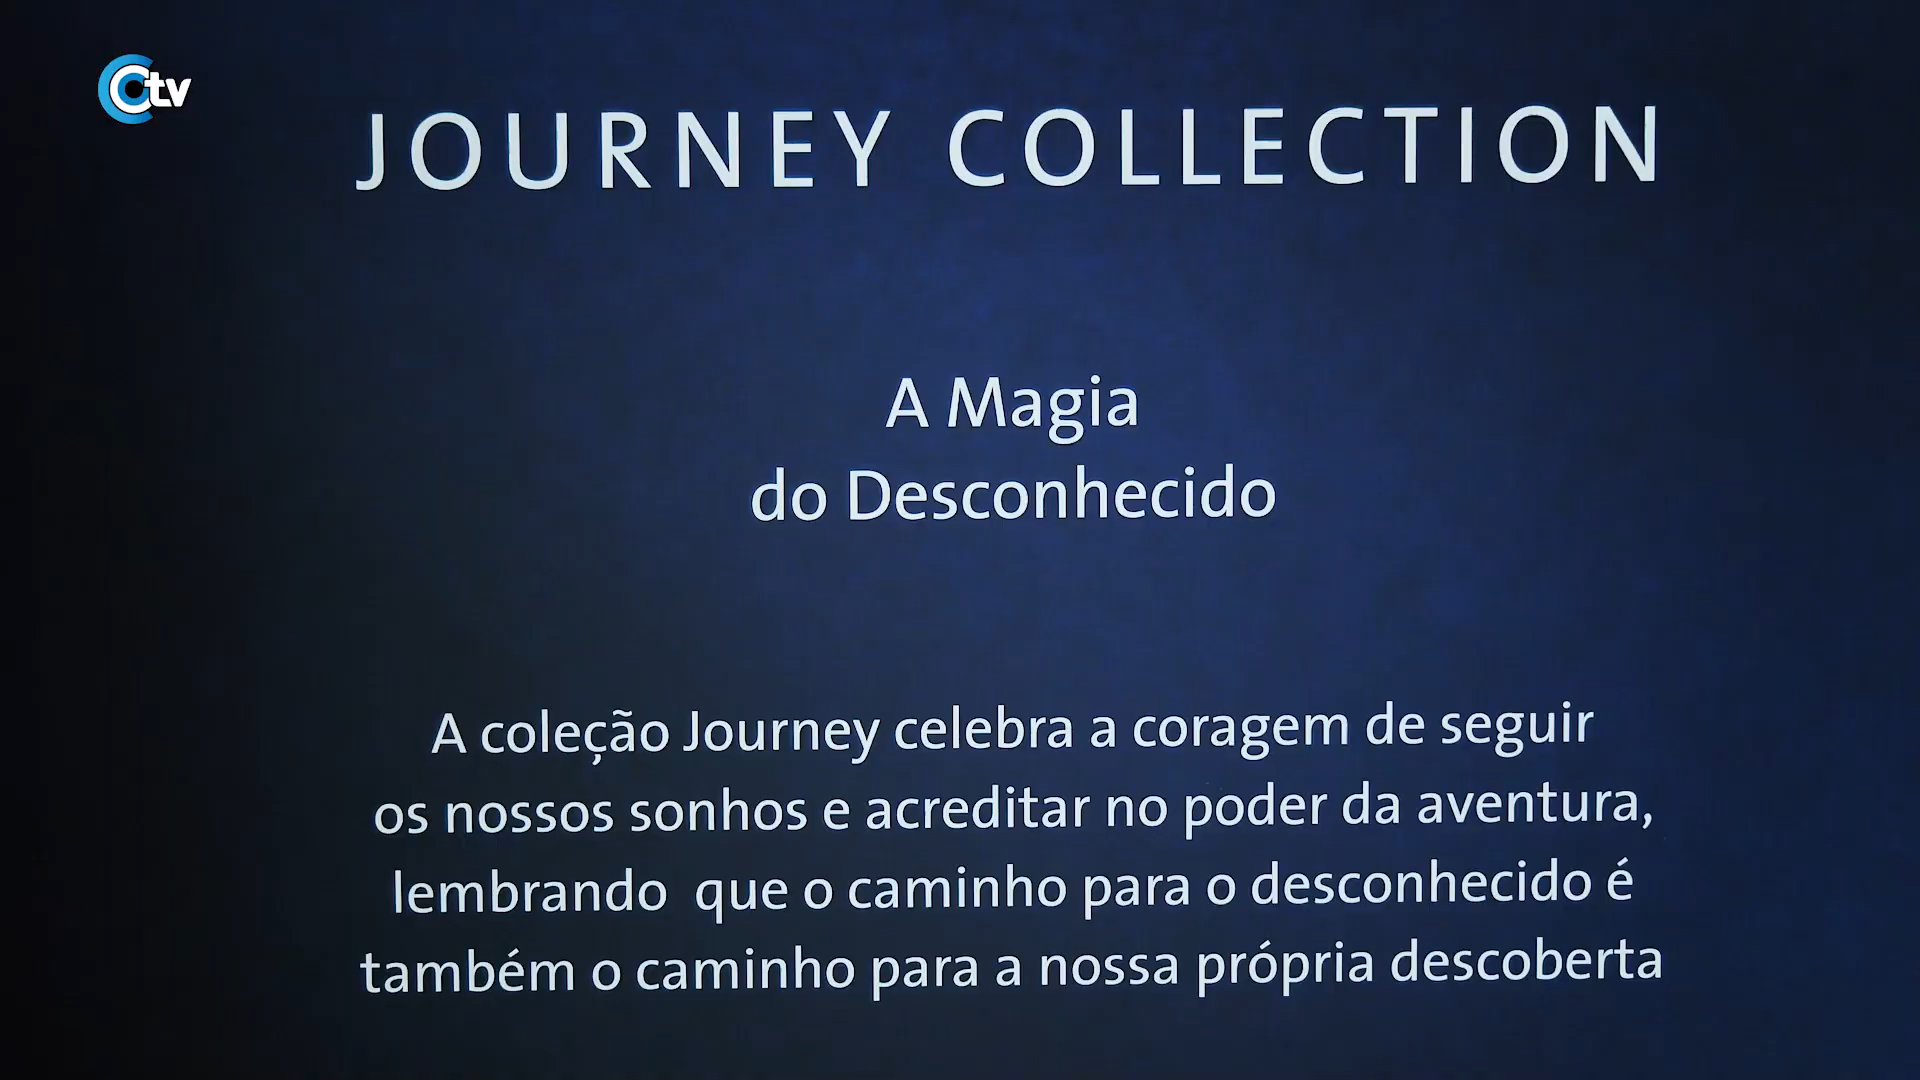 Ctv
JOURNEY COLLECTION
A Magia
do Desconhecido
A coleção Journey celebra a coragem de seguir
os nossos sonhos e acreditar no poder da aventura,
lembrando que o caminho para o desconhecido é
também o caminho para a nossa própria descoberta